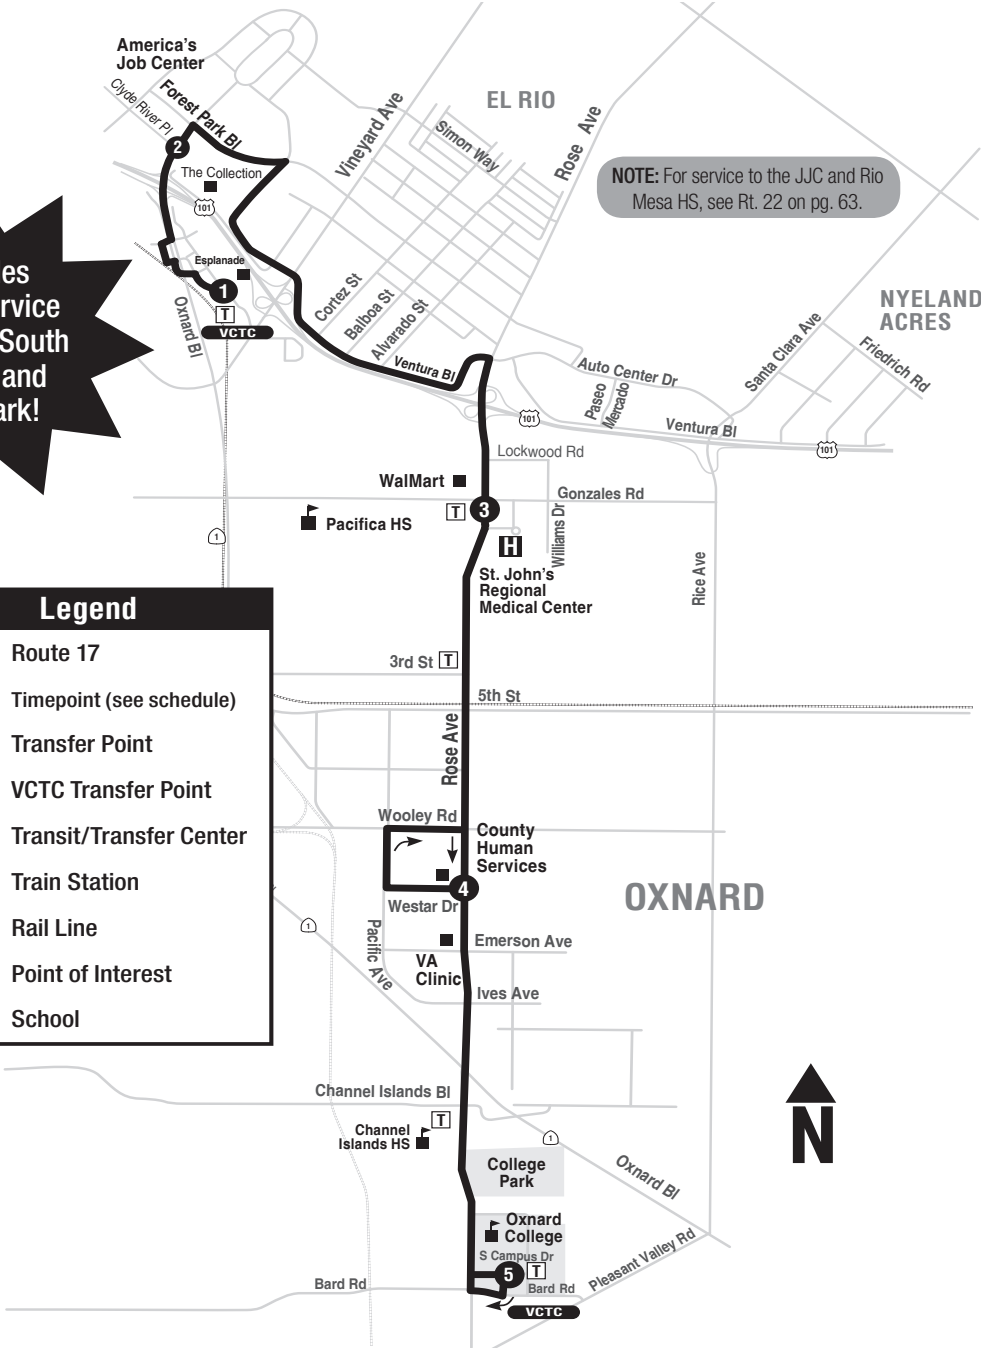 America's
Job Center
Clyde River Pl
Forest Park Bl
2
The Collection
101
Vineyard Ave
EL RIO
Simon Way
Rose Ave
NOTE: For service to the JJC and Rio
Mesa HS, see Rt. 22 on pg. 63.
Esplanade
1
T
VCTC
Oxnard Bl
Cortez St
Balboa St
Alvarado St
Ventura Bl
NYELAND
ACRES
Santa Clara Ave
Friedrich Rd
Auto Center Dr
Paseo
Mercado
101
Ventura Bl
101
Lockwood Rd
WalMart
Gonzales Rd
T
3
Pacifica HS
Williams Dr
H
1
St. John's
Regional
Medical Center
Rice Ave
South
and
Legend
Route 17
Timepoint (see schedule)
Transfer Point
VCTC Transfer Point
Transit/Transfer Center
Train Station
Rail Line
Point of Interest
School
3rd St
T
5th St
Rose Ave
Wooley Rd
County
Human
Services
4
Westar Dr
OXNARD
1
Pacific Ave
Emerson Ave
VA
Clinic
Ives Ave
Channel Islands Bl
T
Channel
Islands HS
1
N
College
Park
Oxnard Bl
Oxnard
College
S Campus Dr
5
T
Pleasant Valley Rd
Bard Rd
Bard Rd
VCTC